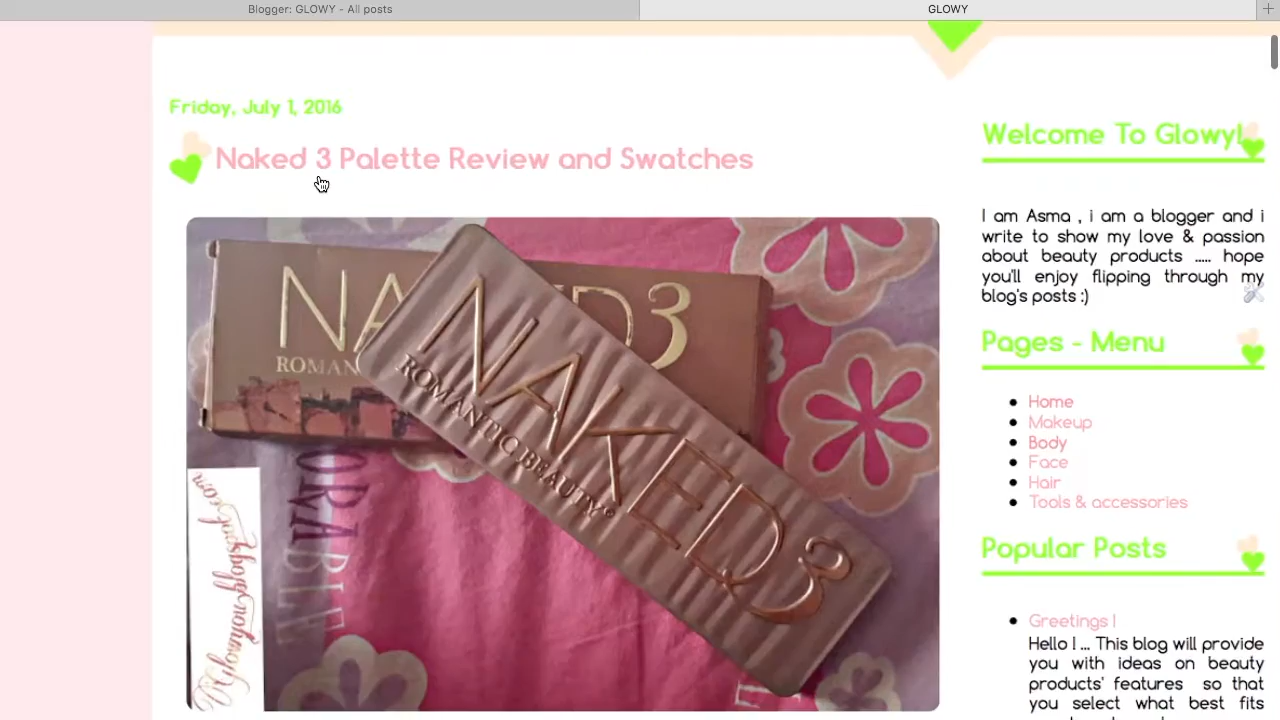 Blogger: GLOWY - All posts
GLOWY
Friday, July 1, 2016
Naked 3 Palette Review and Swatches
NAKED3
ROMAN
NAKED3
ROMANTIC BEAUTY®
Welcome To Glowy!
I am Asma , i am a blogger and i
write to show my love & passion
about beauty products ..... hope
you'll enjoy flipping through my
blog's posts :)
Pages - Menu
Home
Makeup
Body
Face
Hair
Tools & accessories
Popular Posts
Greetings !
Hello ! ... This blog will provide
you with ideas on beauty
products' features so that
you select what best fits